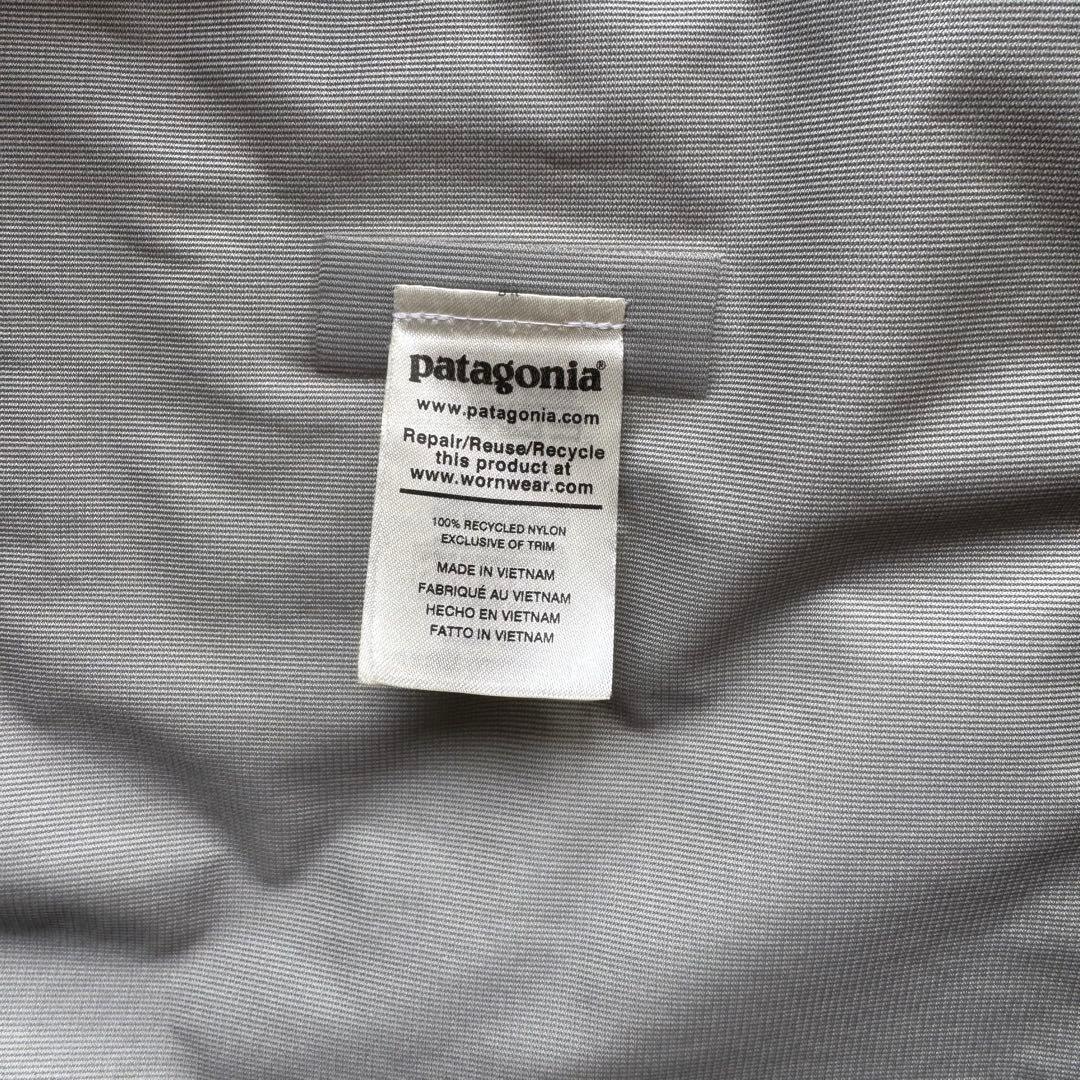 patagonia®
www.patagonia.com
Repair/Reuse/Recycle
this product at
www.wornwear.com
100% RECYCLED NYLON
EXCLUSIVE OF TRIM
MADE IN VIETNAM
FABRIQUÉ AU VIETNAM
HECHO EN VIETNAM
FATTO IN VIETNAM